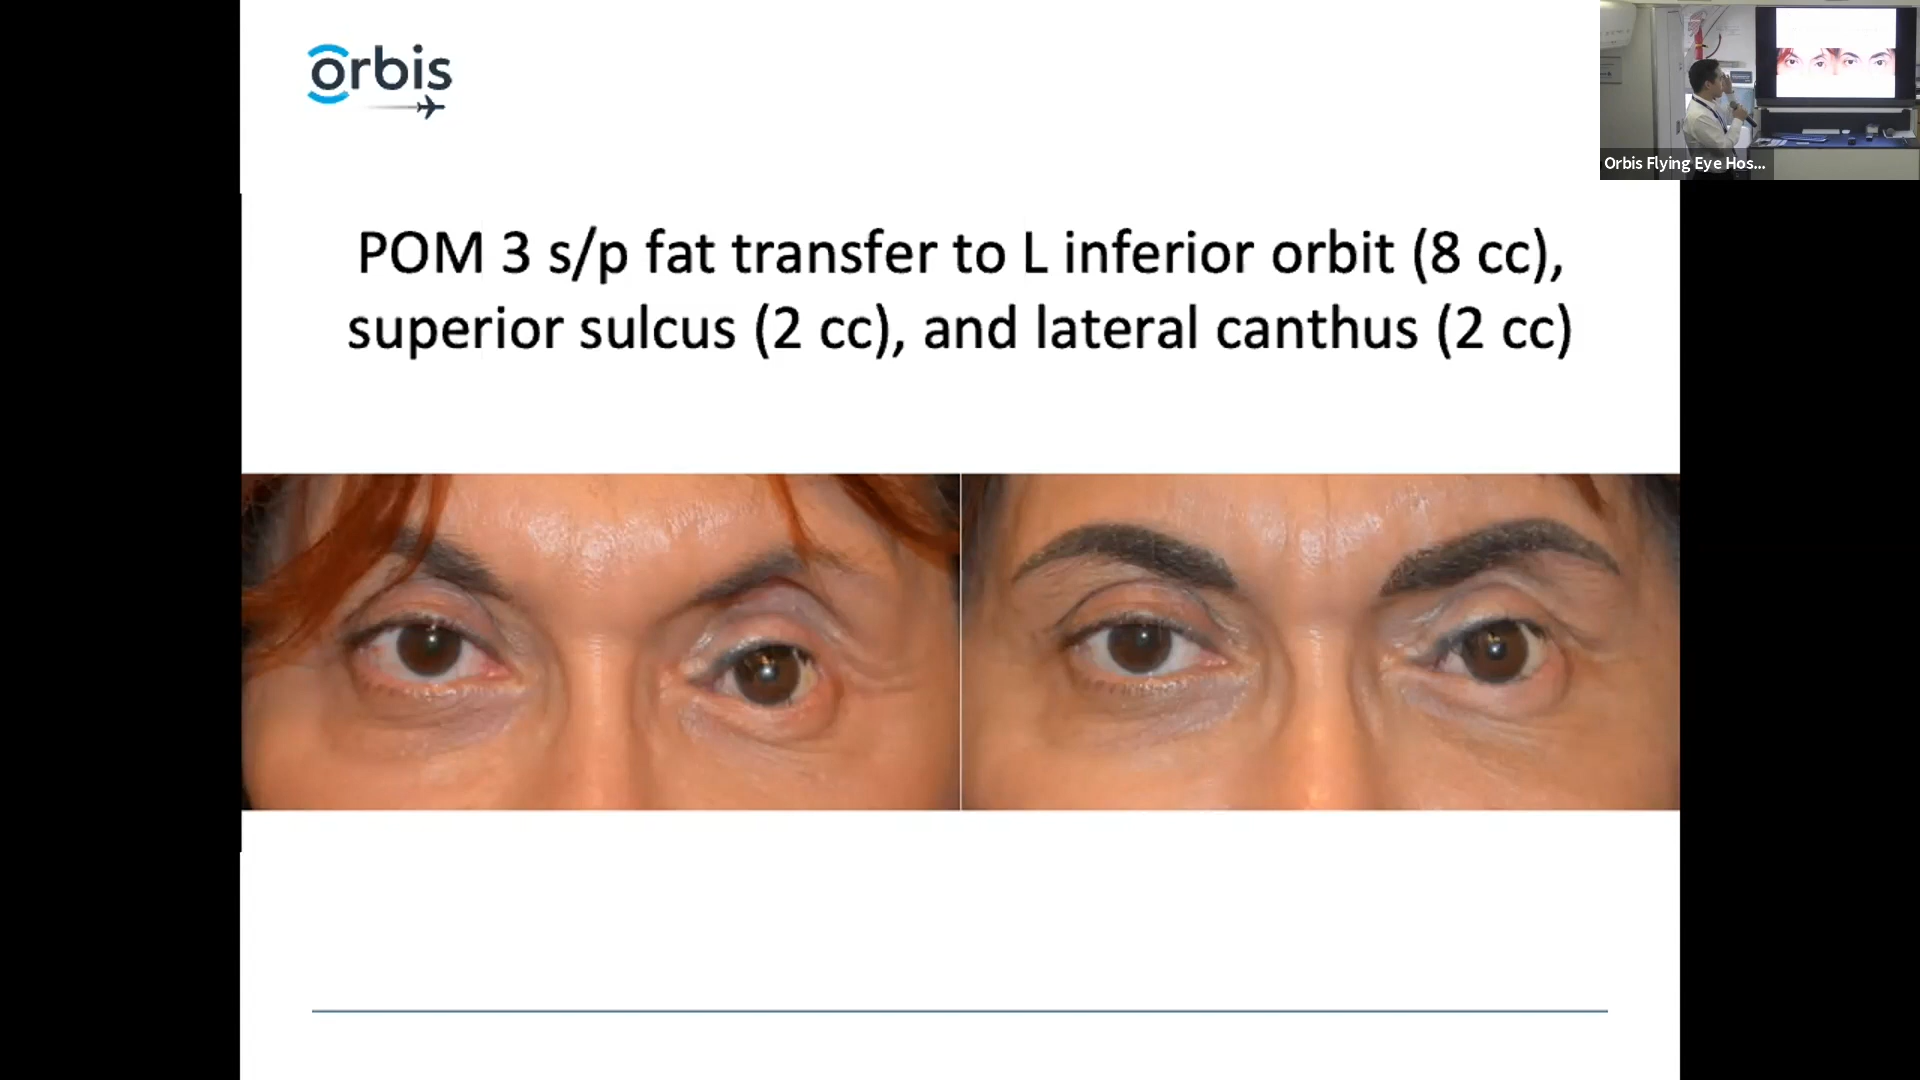 orbis
Orbis Flying Eye Hos...
POM 3 s/p fat transfer to L inferior orbit (8 cc),
superior sulcus (2 cc), and lateral canthus (2 cc)